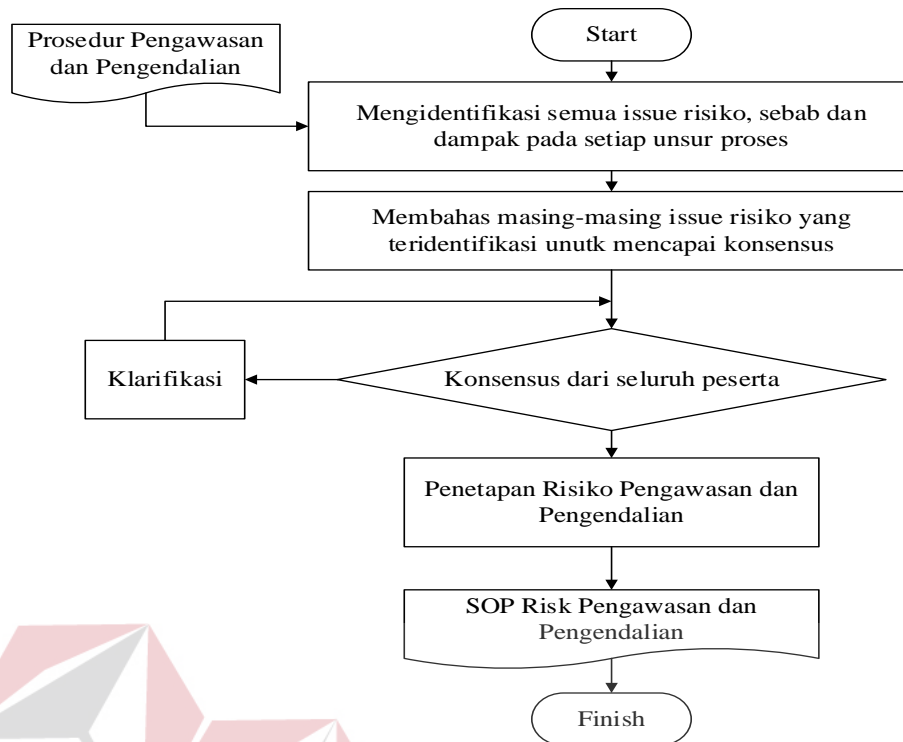 Start
Prosedur Pengawasan
dan Pengendalian
Mengidentifikasi semua issue risiko, sebab dan
dampak pada setiap unsur proses
Membahas masing-masing issue risiko yang
teridentifikasi unutk mencapai konsensus
Klarifikasi
Konsensus dari seluruh peserta
Penetapan Risiko Pengawasan dan
Pengendalian
SOP Risk Pengawasan dan
Pengendalian
Finish